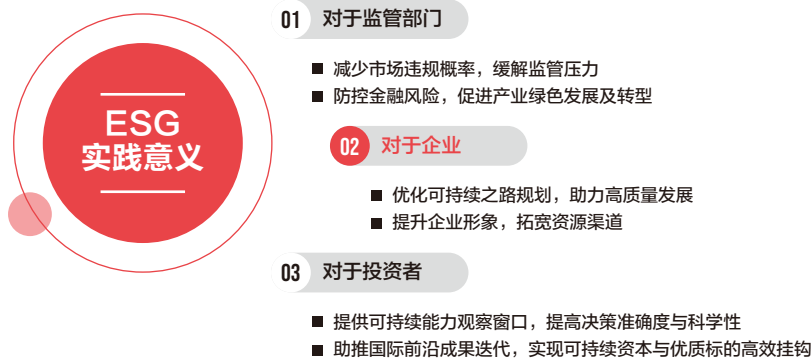 ESG
实践意义
01 对于监管部门
■ 减少市场违规概率，缓解监管压力
■ 防控金融风险，促进产业绿色发展及转型
02 对于企业
■ 优化可持续之路规划，助力高质量发展
■ 提升企业形象，拓宽资源渠道
03 对于投资者
■ 提供可持续能力观察窗口，提高决策准确度与科学性
■ 助推国际前沿成果迭代，实现可持续资本与优质标的高效挂钩